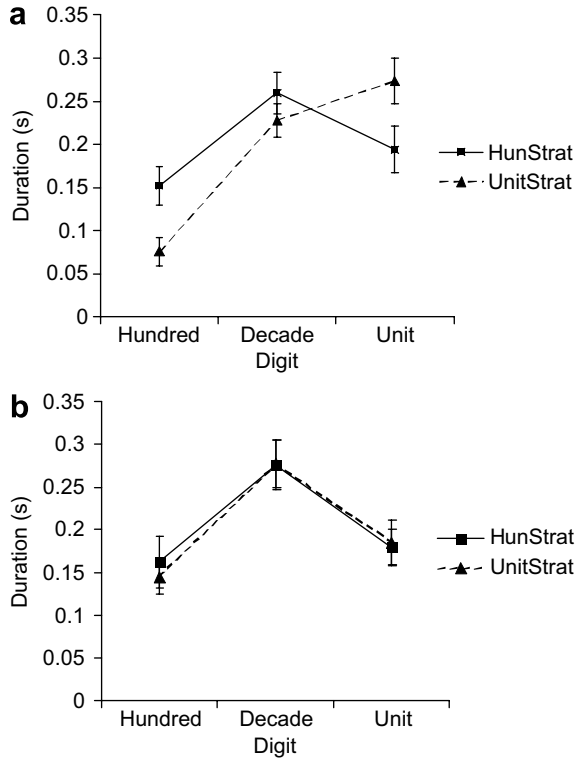 a
0.35
0.3
0.25
0.2
0.15
0.1
0.05
0
Duration (s)
Hundred Decade Unit
Digit
HunStrat
UnitStrat
b
0.35
0.3
0.25
0.2
0.15
0.1
0.05
0
Duration (s)
Hundred Decade Unit
Digit
HunStrat
UnitStrat